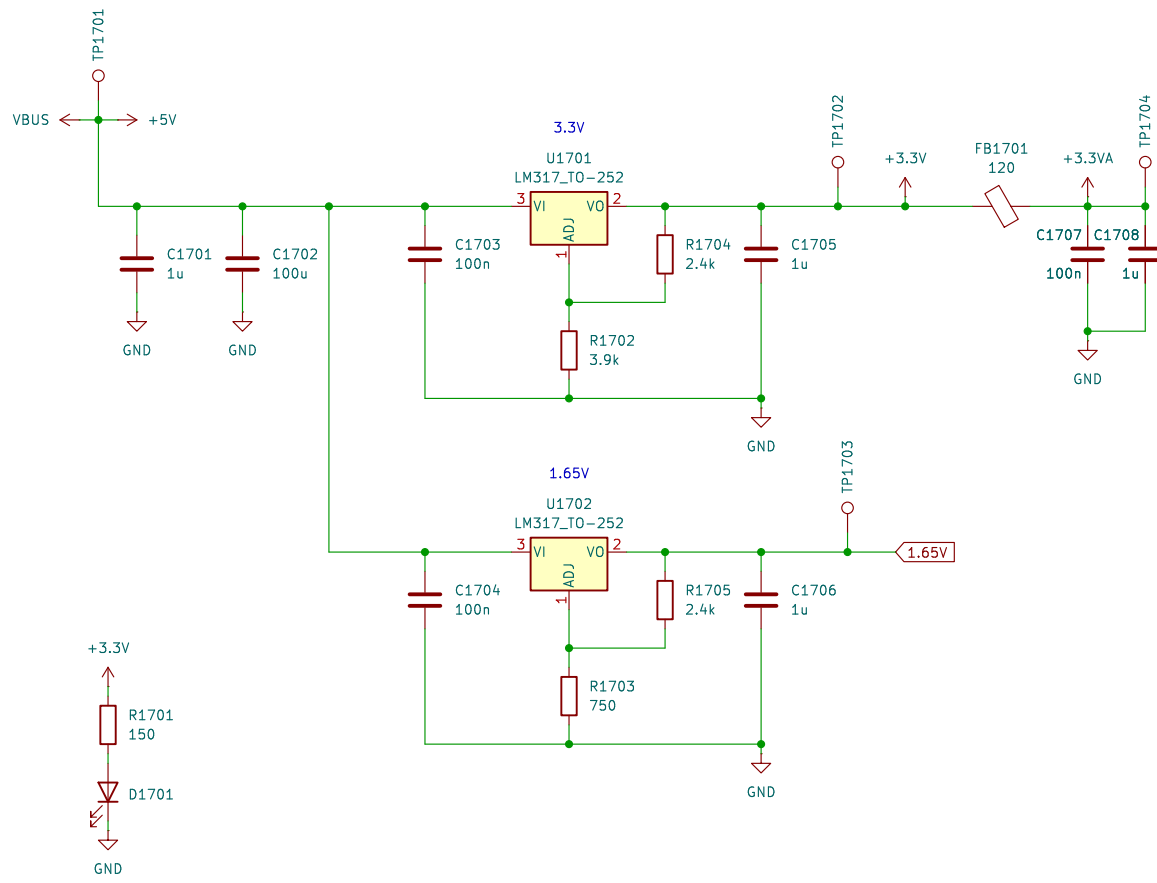 TP1701
VBUS
+5V
C1701
1u
GND
C1702
100u
GND
3.3V
U1701
LM317_TO-252
3
VI
VO
2
ADJ
1
C1703
100n
R1704
2.4k
C1705
1u
R1702
3.9k
GND
TP1702
+3.3V
FB1701
120
+3.3VA
TP1704
C1707
100n
C1708
1u
GND
1.65V
U1702
LM317_TO-252
3
VI
VO
2
ADJ
1
C1704
100n
R1705
2.4k
C1706
1u
R1703
750
GND
TP1703
1.65V
+3.3V
R1701
150
D1701
GND